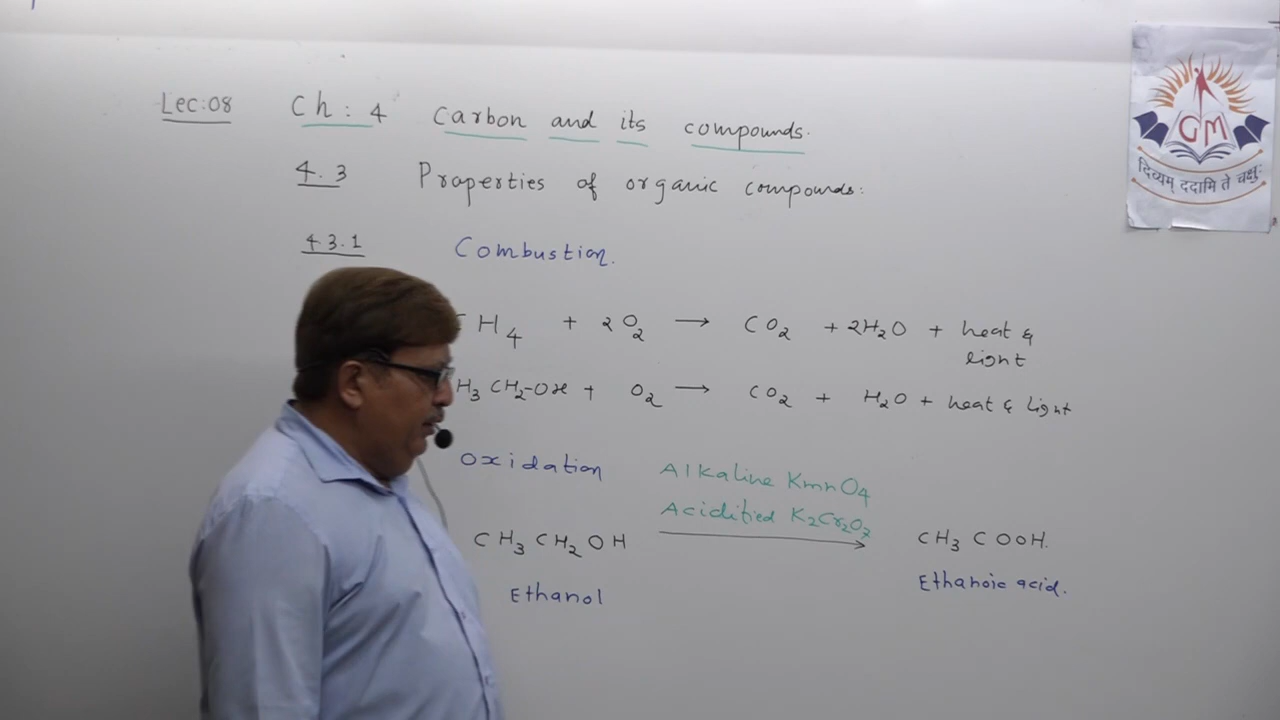 Lec:08 Ch: 4 Carbon and its compounds.
4.3 Properties of organic compounds:
4.3.1 Combustion.
H₄ + 2O₂ → CO₂ + 2H₂O + heat &
light
H₃ CH₂-OH + O₂ → CO₂ + H₂O + heat & light
Oxidation
Alkaline KmnO₄
Acidified K₂Cr₂O₇
CH₃ CH₂ OH → CH₃ COOH.
Ethanol Ethanoic acid.
GM
दिव्यम् ददामि ते चक्षुः